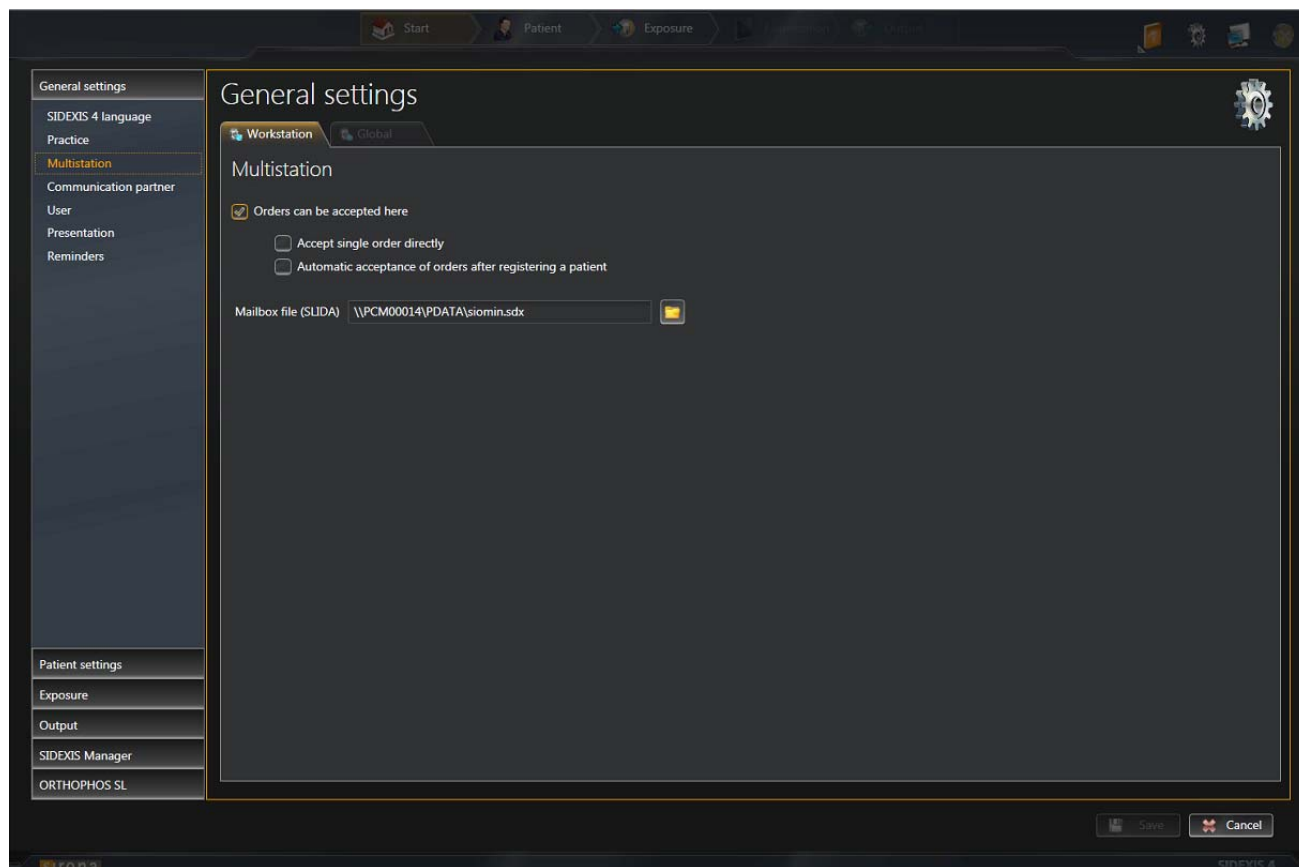 Start
Patient
Exposure
General settings
SIDEXIS 4 language
Practice
Multistation
Communication partner
User
Presentation
Reminders
Patient settings
Exposure
Output
SIDEXIS Manager
ORTHOPHOS SL
General settings
Workstation
Global
Multistation
Orders can be accepted here
Accept single order directly
Automatic acceptance of orders after registering a patient
Mailbox file (SLIDA) \\PCM00014\PDATA\siomin.sdx
Save
Cancel
SIDEXIS 4